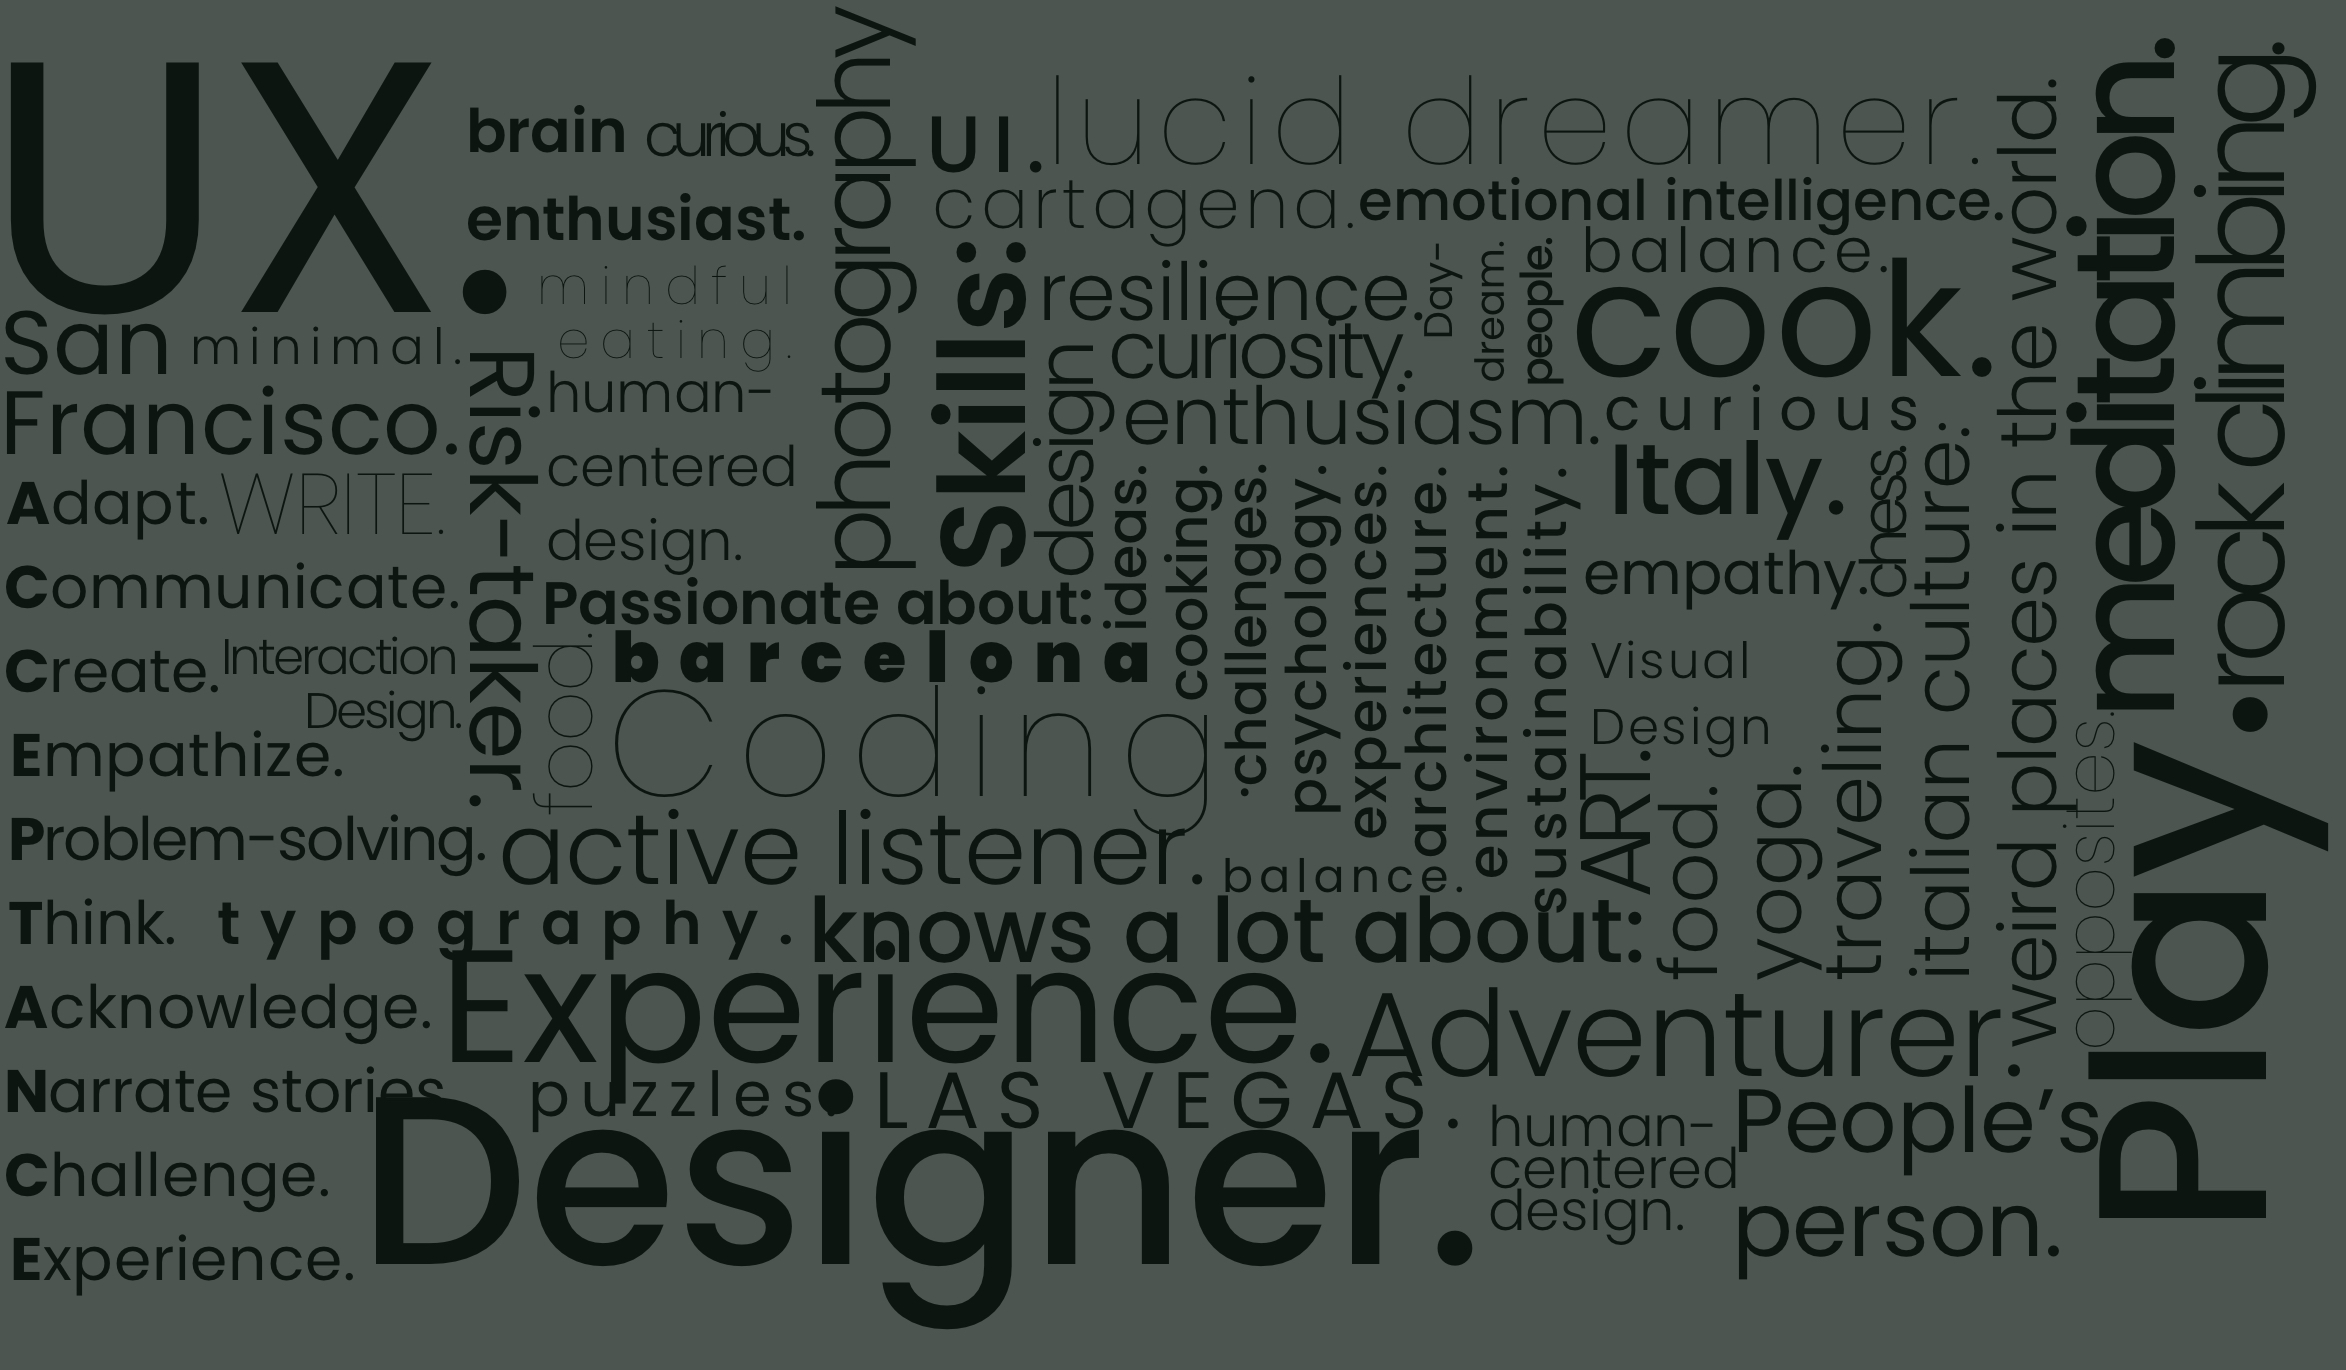 UX.
brain curious.
enthusiast.
mindful
eating.
San minimal.
Francisco.
Adapt. WRITE.
Communicate.
Create. Interaction
Design.
Empathize.
Problem-solving.
Think. typography.
Acknowledge.
Narrate stories.
Challenge.
Experience.
Risk-taker.
human-
centered
design.
photography
UI. lucid dreamer.
cartagena. emotional intelligence.
Skills:
resilience
curiosity.
enthusiasm. curious.
design
Day-
dream.
people.
balance.
cook.
Passionate about:
barcelona
food.
Coding
active listener.
ideas.
cooking.
challenges.
psychology.
experiences.
architecture.
environment.
sustainability.
Italy.
empathy.
chess.
Visual
Design
ART.
food.
yoga.
traveling.
italian culture.
weird places in the world.
opposites.
meditation.
rock climbing.
Play.
balance.
knows a lot about:
Experience.
Adventurer.
puzzles. LAS VEGAS.
Designer.
human-
centered
design.
People’s
person.